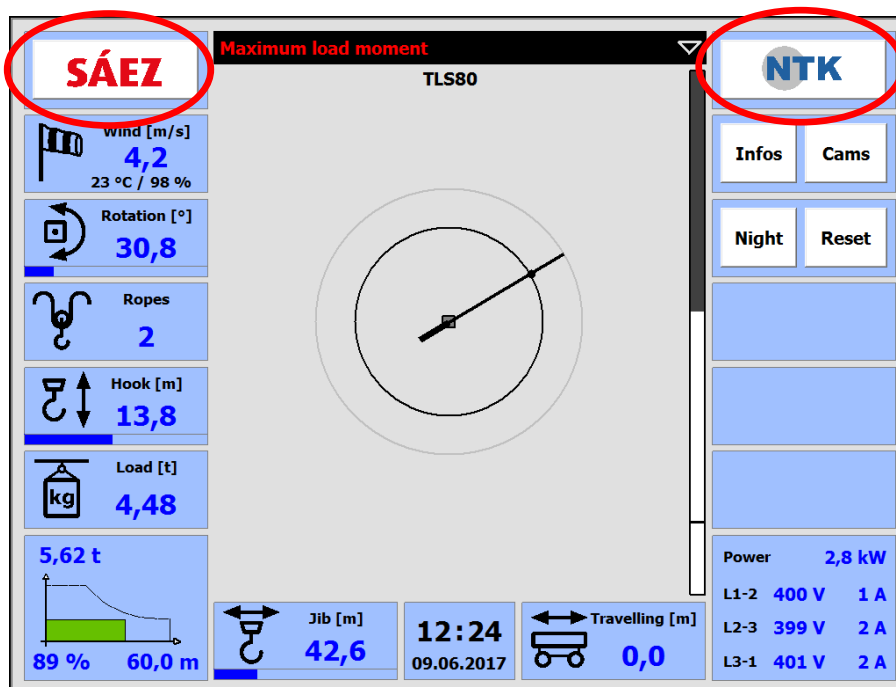 SÁEZ
Maximum load moment
NTK
TLS80
Wind [m/s]
4,2
23 °C / 98 %
Infos
Cams
Rotation [°]
30,8
Night
Reset
Ropes
2
Hook [m]
13,8
Load [t]
kg
4,48
5,62 t
89 %
60,0 m
Jib [m]
42,6
12:24
09.06.2017
Travelling [m]
0,0
Power
2,8 kW
L1-2 400 V 1 A
L2-3 399 V 2 A
L3-1 401 V 2 A